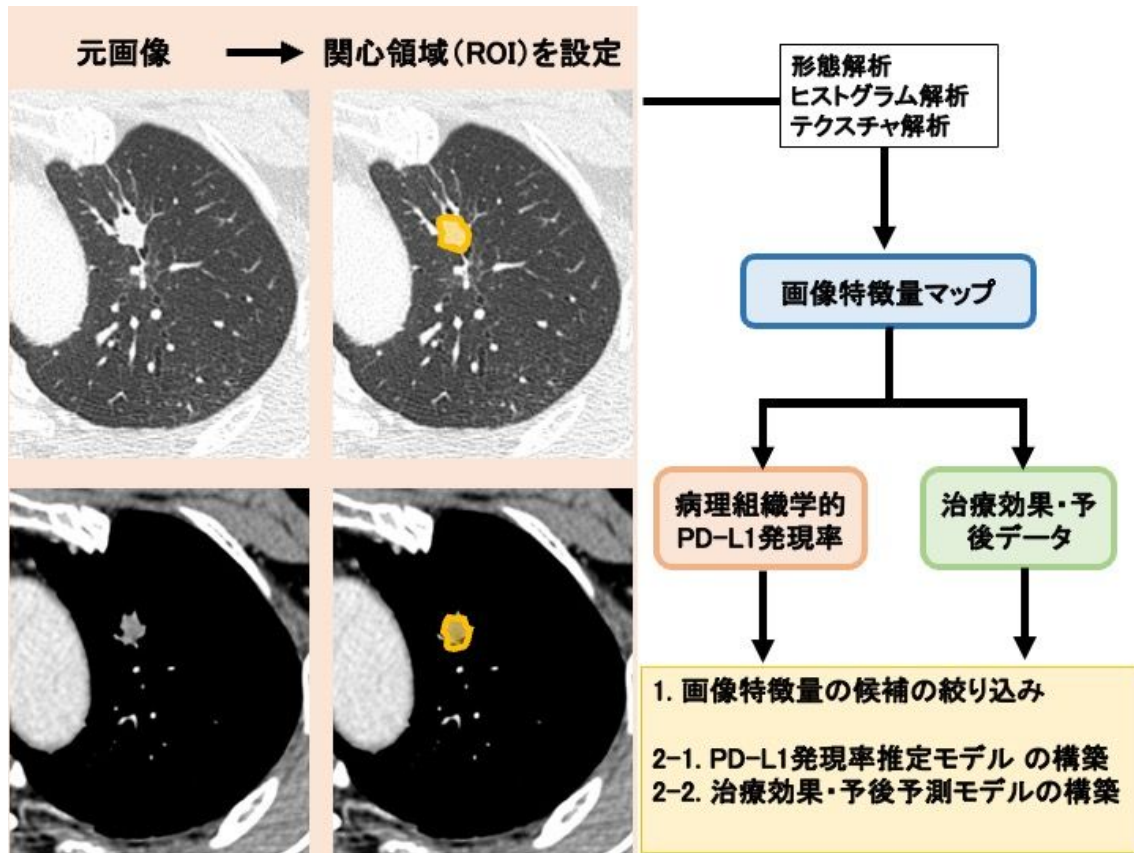 元画像 → 関心領域(ROI)を設定
形態解析
ヒストグラム解析
テクスチャ解析
画像特徴量マップ
病理組織学的
PD-L1発現率
治療効果・予
後データ
1. 画像特徴量の候補の絞り込み
2-1. PD-L1発現率推定モデル の構築
2-2. 治療効果・予後予測モデルの構築